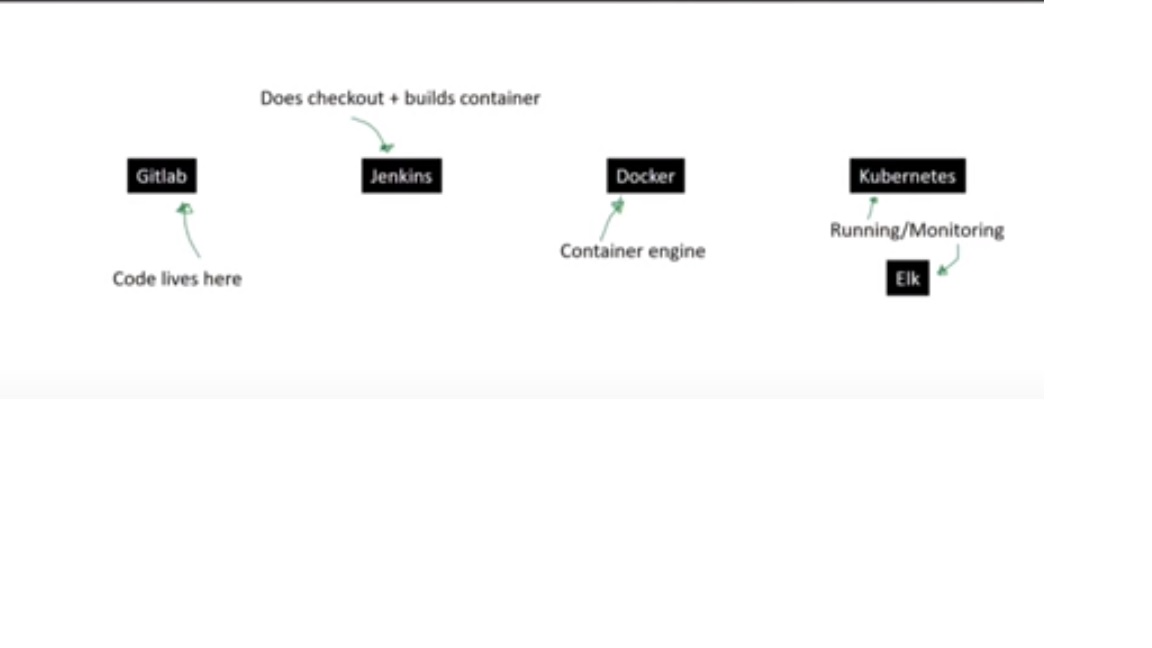 Does checkout + builds container
Gitlab
Jenkins
Docker
Kubernetes
Running/Monitoring
Container engine
Code lives here
Elk